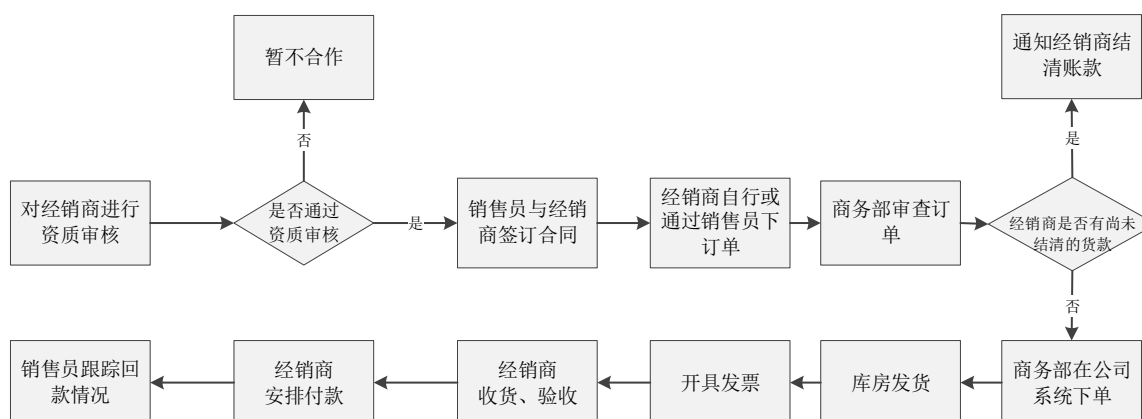 暂不合作
通知经销商结
清账款
否
是
对经销商进行
资质审核
是否通过
资质审核
是
销售员与经销
商签订合同
经销商自行或
通过销售员下
订单
商务部审查订
单
经销商是否有尚未
结清的货款
否
销售员跟踪回
款情况
经销商
安排付款
经销商
收货、验收
开具发票
库房发货
商务部在公司
系统下单